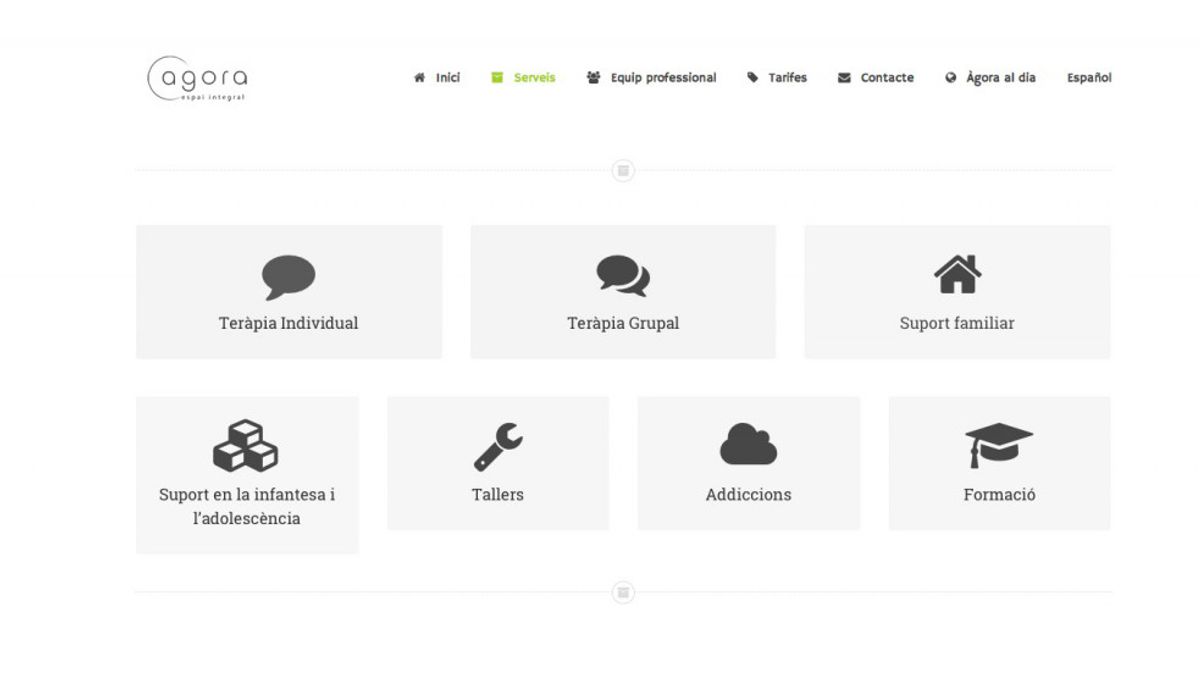 agora
espai integral
Inici Serveis Equip professional Tarifes Contacte Àgora al dia Español
Teràpia Individual Teràpia Grupal Suport familiar
Suport en la infantesa i Tallers Addiccions Formació
l’adolescència